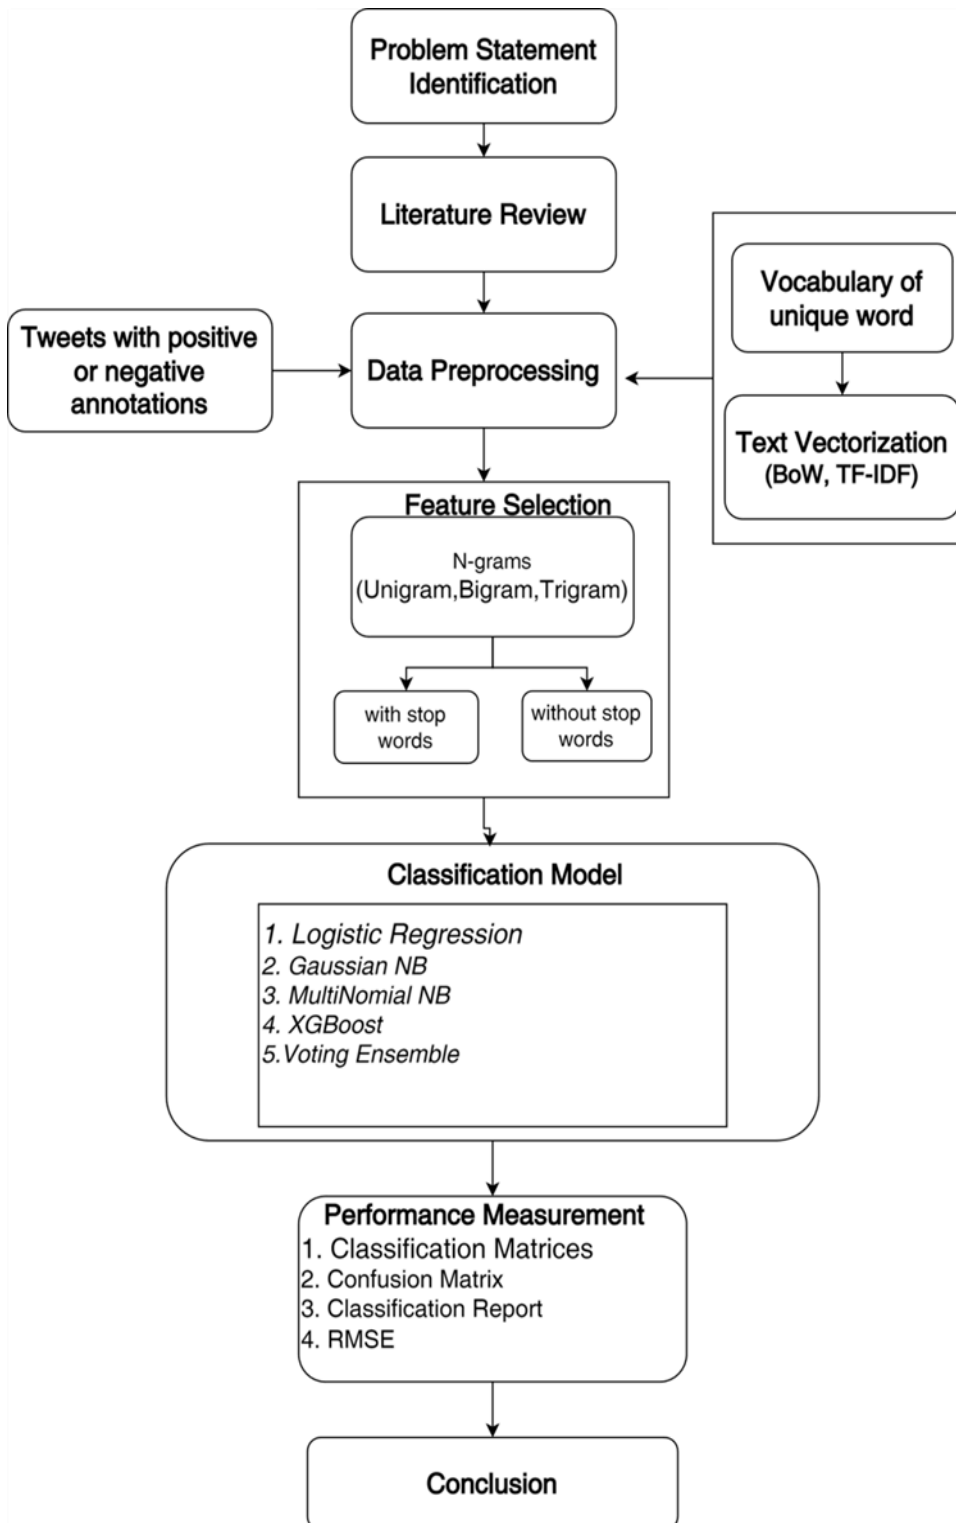 Problem Statement
Identification
Literature Review
Vocabulary of
unique word
Tweets with positive
or negative
annotations
Data Preprocessing
Text Vectorization
(BoW, TF-IDF)
Feature Selection
N-grams
(Unigram,Bigram,Trigram)
with stop
words
without stop
words
Classification Model
1. Logistic Regression
2. Gaussian NB
3. MultiNomial NB
4. XGBoost
5.Voting Ensemble
Performance Measurement
1. Classification Matrices
2. Confusion Matrix
3. Classification Report
4. RMSE
Conclusion